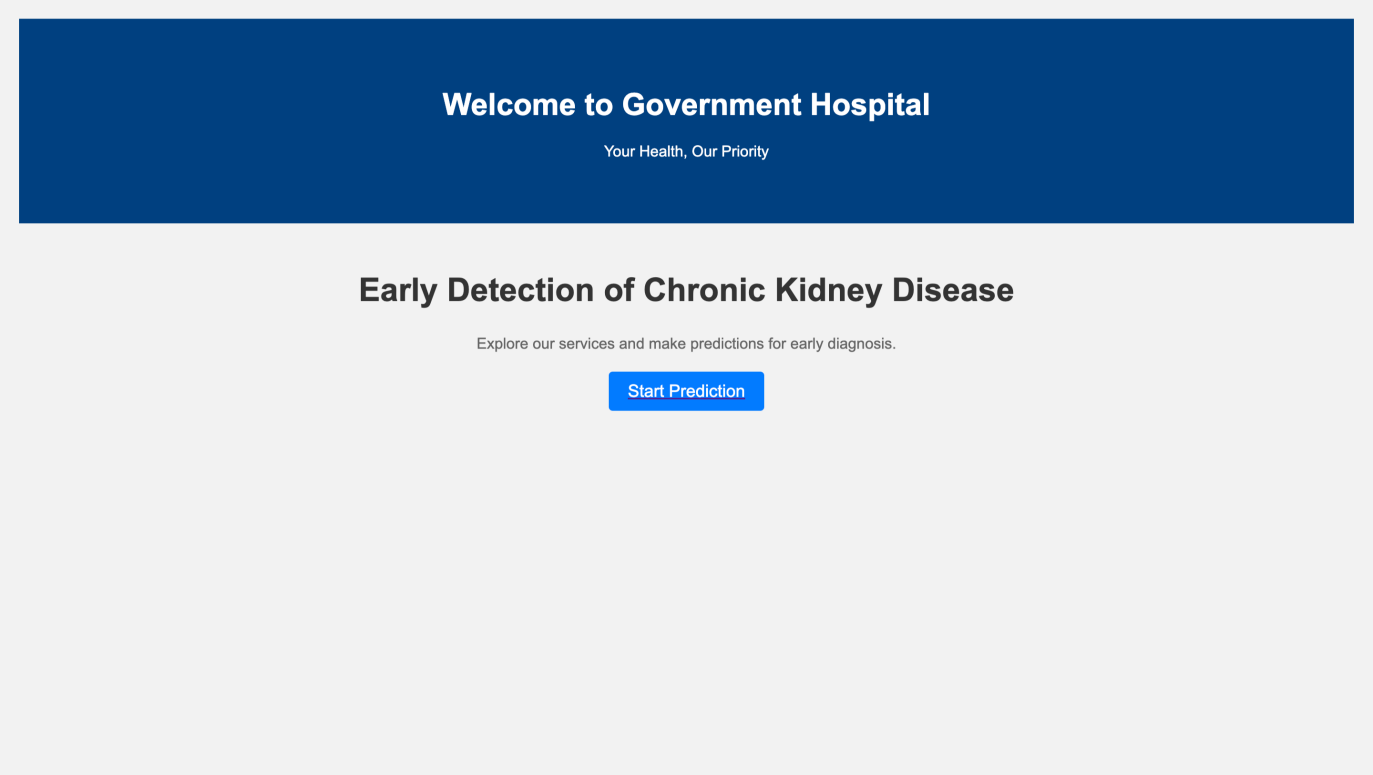 Welcome to Government Hospital
Your Health, Our Priority
Early Detection of Chronic Kidney Disease
Explore our services and make predictions for early diagnosis.
Start Prediction